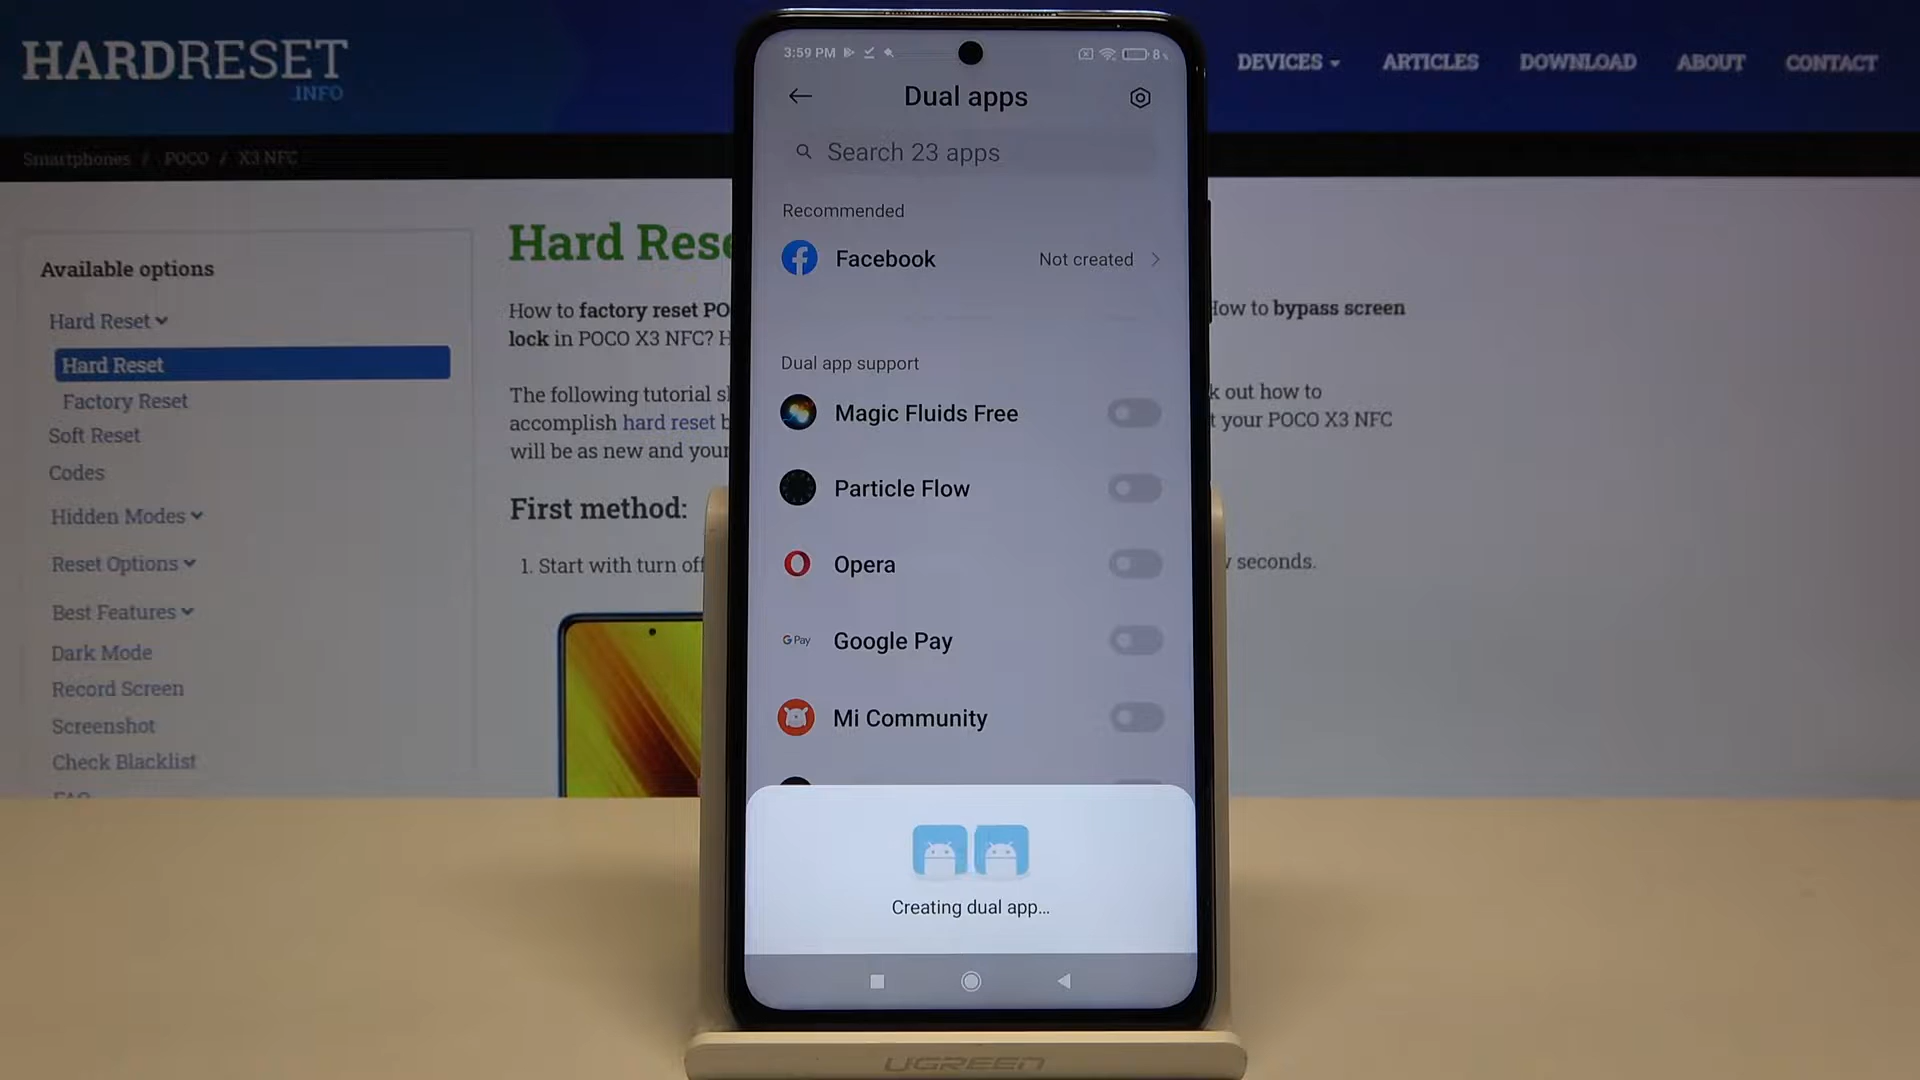 HARDRESET
.INFO
DEVICES
ARTICLES
DOWNLOAD
ABOUT
CONTACT
Smartphones / POCO / X3 NFC
Available options
Hard Reset
Hard Reset
Factory Reset
Soft Reset
Codes
Hidden Modes
Reset Options
Best Features
Dark Mode
Record Screen
Screenshot
Check Blacklist
FAQ
Hard Rese
How to factory reset PO
How to bypass screen
lock in POCO X3 NFC? H
The following tutorial s
k out how to
accomplish hard reset b
t your POCO X3 NFC
will be as new and your
First method:
1. Start with turn off
seconds.
3:59 PM
8
Dual apps
Search 23 apps
Recommended
Facebook
Not created
Dual app support
Magic Fluids Free
Particle Flow
Opera
G Pay
Google Pay
Mi Community
Creating dual app...
UGREEN